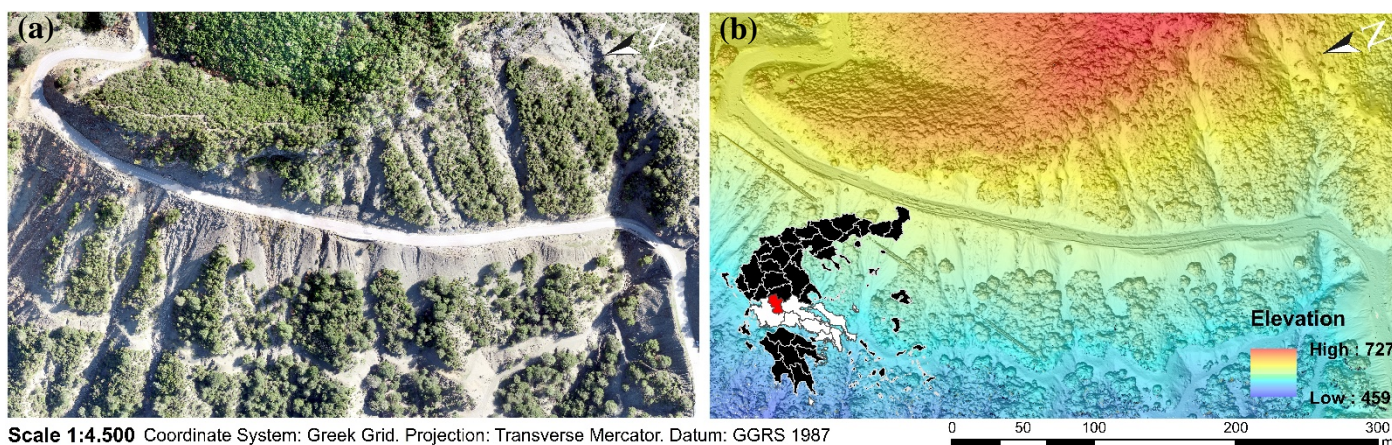 (a)
N
(b)
N
Elevation
High : 727
Low : 459
Scale 1:4.500 Coordinate System: Greek Grid. Projection: Transverse Mercator. Datum: GGRS 1987
0 100 200 300
m